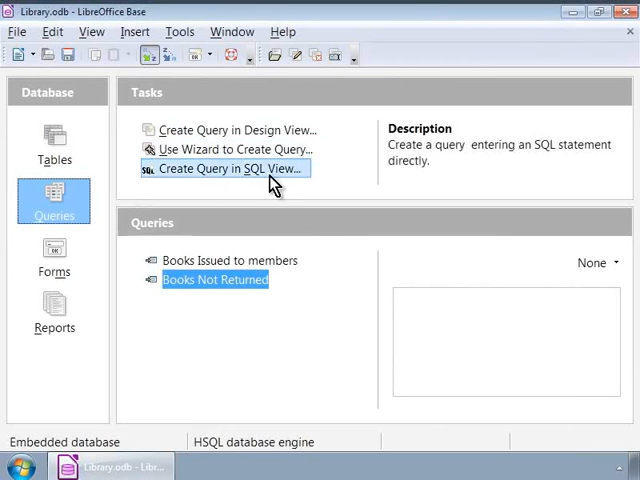 Library.odb - LibreOffice Base
File Edit View Insert Tools Window Help
Database
Tasks
Tables
Queries
Forms
Reports
Create Query in Design View...
Use Wizard to Create Query...
SQL Create Query in SQL View...
Description
Create a query entering an SQL statement
directly.
Queries
Books Issued to members
Books Not Returned
None
Embedded database
HSQL database engine
Library.odb - Libr...